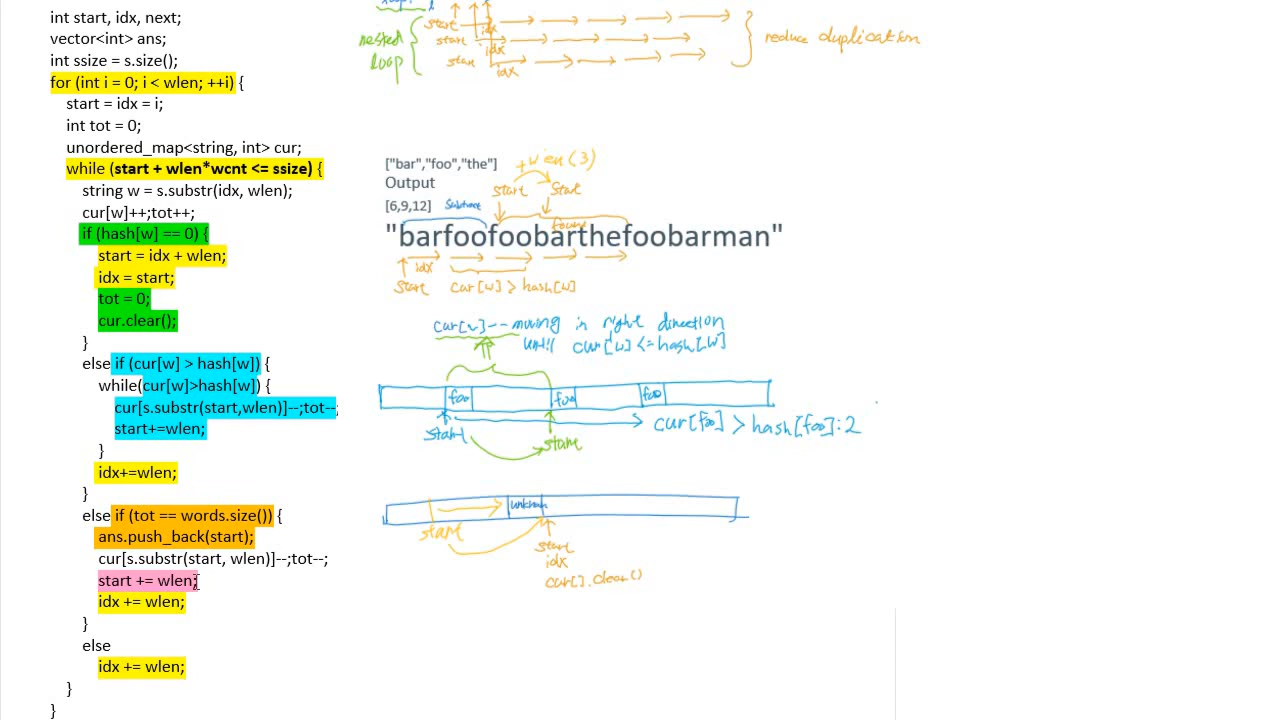 int start, idx, next;
vector<int> ans;
int ssize = s.size();
for (int i = 0; i < wlen; ++i) {
start = idx = i;
int tot = 0;
unordered_map<string, int> cur;
while (start + wlen*wcnt <= ssize) {
string w = s.substr(idx, wlen);
cur[w]++;tot++;
if (hash[w] == 0) {
start = idx + wlen;
idx = start;
tot = 0;
cur.clear();
}
else if (cur[w] > hash[w]) {
while(cur[w]>hash[w]) {
cur[s.substr(start,wlen)]--;tot--;
start+=wlen;
}
idx+=wlen;
}
else if (tot == words.size()) {
ans.push_back(start);
cur[s.substr(start, wlen)]--;tot--;
start += wlen;
idx += wlen;
}
else
idx += wlen;
}
}
nested
loop
start
idx
start
idx
start
idx
reduce duplication
["bar","foo","the"]
+wlen(3)
Output
start start
[6,9,12]
found
"barfoofoobarthefoobarman"
idx
start cur[w] > hash[w]
cur[w]-- moving in right direction
until cur[w] <= hash[w]
foo foo foo
start start cur[foo] > hash[foo]:2
start
start
idx
cur[].clear()